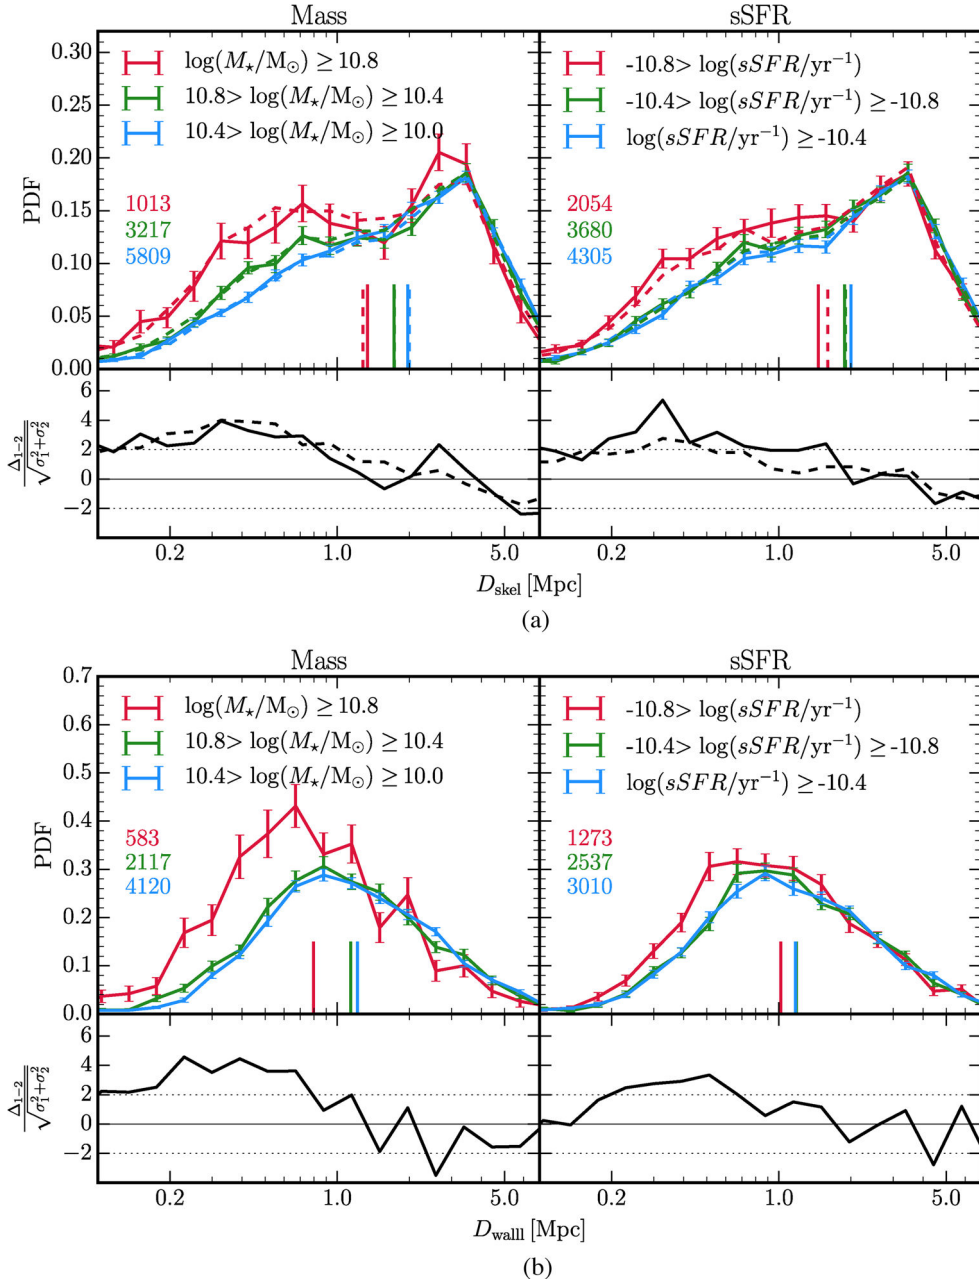 Mass
sSFR
0.30
0.25
0.20
0.15
0.10
0.05
0.00
PDF
log(M⋆/M⊙) ≥ 10.8
10.8> log(M⋆/M⊙) ≥ 10.4
10.4> log(M⋆/M⊙) ≥ 10.0
1013
3217
5809
-10.8> log(sSFR/yr⁻¹)
-10.4> log(sSFR/yr⁻¹) ≥ -10.8
log(sSFR/yr⁻¹) ≥ -10.4
2054
3680
4305
6
4
2
0
−2
Δ₁₋₂/√σ₁²+σ₂²
0.2 1.0 5.0 0.2 1.0 5.0
D_skel [Mpc]
(a)
Mass
sSFR
0.7
0.6
0.5
0.4
0.3
0.2
0.1
0.0
PDF
log(M⋆/M⊙) ≥ 10.8
10.8> log(M⋆/M⊙) ≥ 10.4
10.4> log(M⋆/M⊙) ≥ 10.0
583
2117
4120
-10.8> log(sSFR/yr⁻¹)
-10.4> log(sSFR/yr⁻¹) ≥ -10.8
log(sSFR/yr⁻¹) ≥ -10.4
1273
2537
3010
6
4
2
0
−2
Δ₁₋₂/√σ₁²+σ₂²
0.2 1.0 5.0 0.2 1.0 5.0
D_walll [Mpc]
(b)